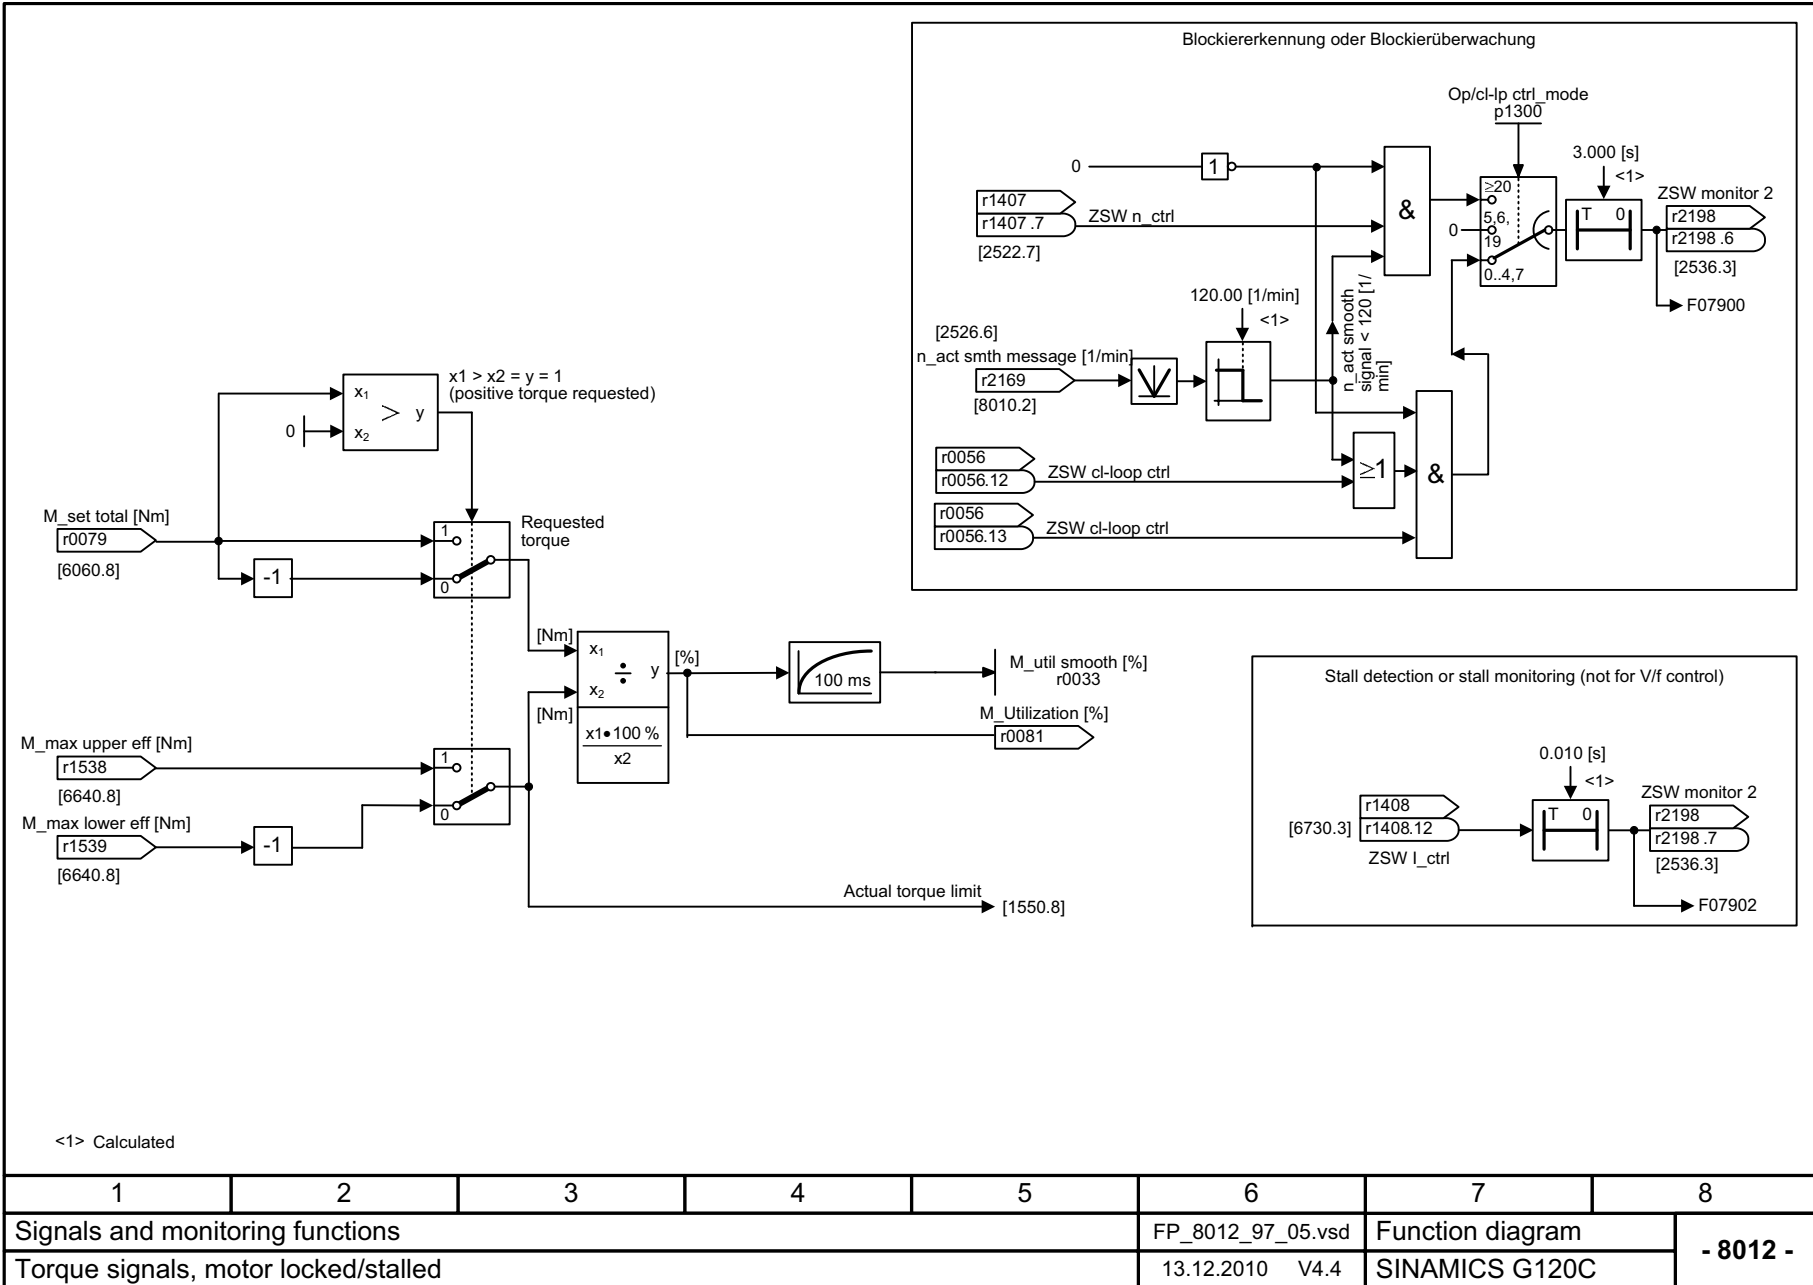 Blockiererkennung oder Blockierüberwachung
Op/cl-lp ctrl_mode
p1300
3.000 [s]
<1>
0
1
r1407
r1407 .7
ZSW n_ctrl
[2522.7]
&
≥20
5,6,
19
0
0..4,7
T 0
ZSW monitor 2
r2198
r2198 .6
[2536.3]
F07900
120.00 [1/min]
<1>
n_act smooth
signal < 120 [1/
min]
[2526.6]
n_act smth message [1/min]
r2169
[8010.2]
r0056
r0056.12
ZSW cl-loop ctrl
≥1
&
r0056
r0056.13
ZSW cl-loop ctrl
x1 > x2 = y = 1
(positive torque requested)
x1
> y
x2
0
M_set total [Nm]
r0079
[6060.8]
-1
1
0
Requested
torque
[Nm]
x1
÷ y
x2
[Nm]
x1•100 %
x2
[%]
100 ms
M_util smooth [%]
r0033
M_Utilization [%]
r0081
M_max upper eff [Nm]
r1538
[6640.8]
M_max lower eff [Nm]
r1539
[6640.8]
-1
1
0
Actual torque limit
[1550.8]
Stall detection or stall monitoring (not for V/f control)
0.010 [s]
<1>
[6730.3]
r1408
r1408.12
ZSW I_ctrl
T 0
ZSW monitor 2
r2198
r2198 .7
[2536.3]
F07902
<1> Calculated
1 2 3 4 5 6 7 8
Signals and monitoring functions
FP_8012_97_05.vsd
Function diagram
- 8012 -
Torque signals, motor locked/stalled
13.12.2010 V4.4
SINAMICS G120C